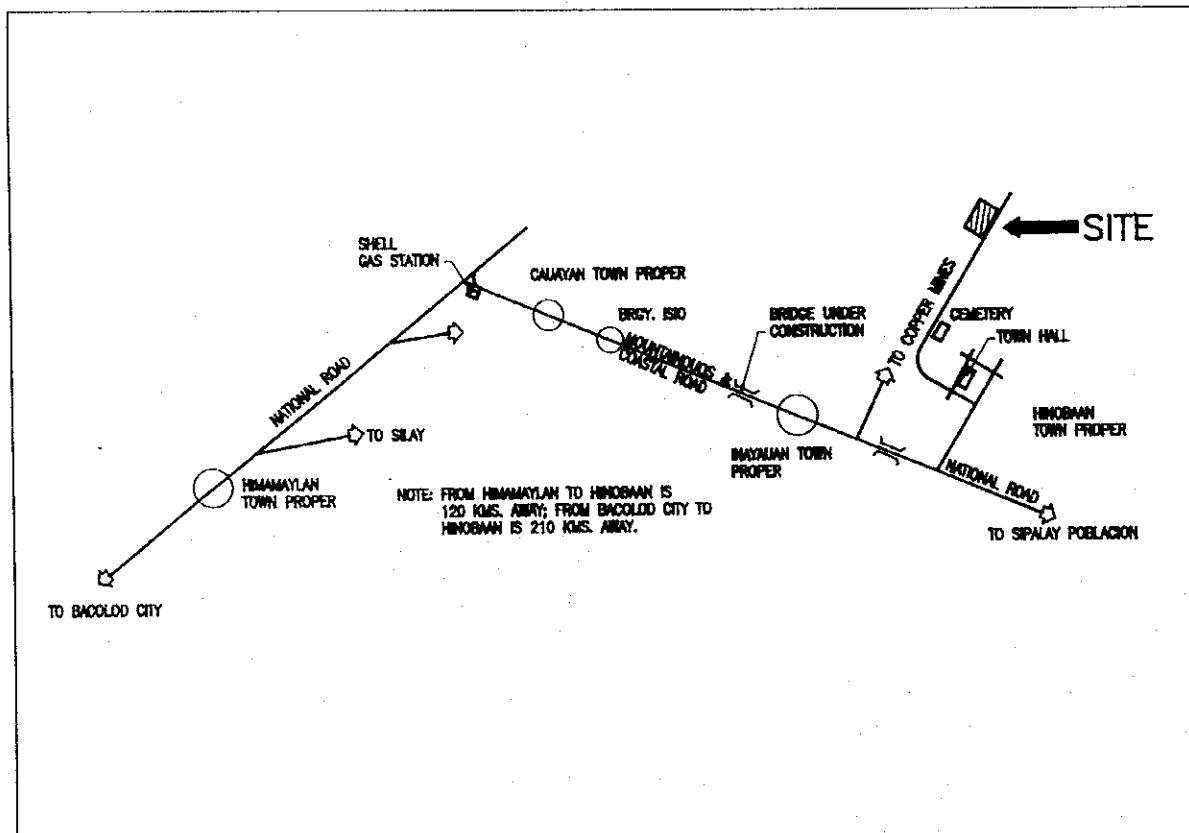 SITE
SHELL
GAS STATION
CAUAYAN TOWN PROPER
BRGY. ISIO
MOUNTAINOUOS &
COASTAL ROAD
BRIDGE UNDER
CONSTRUCTION
TO COPPER MINES
CEMETERY
TOWN HALL
HINOBAAN
TOWN PROPER
NATIONAL ROAD
TO SILAY
HIMAMAYLAN
TOWN PROPER
INAYAUAN TOWN
PROPER
NATIONAL ROAD
NOTE: FROM HIMAMAYLAN TO HINOBAAN IS
120 KMS. AWAY; FROM BACOLOD CITY TO
HINOBAAN IS 210 KMS. AWAY.
TO SIPALAY POBLACION
TO BACOLOD CITY